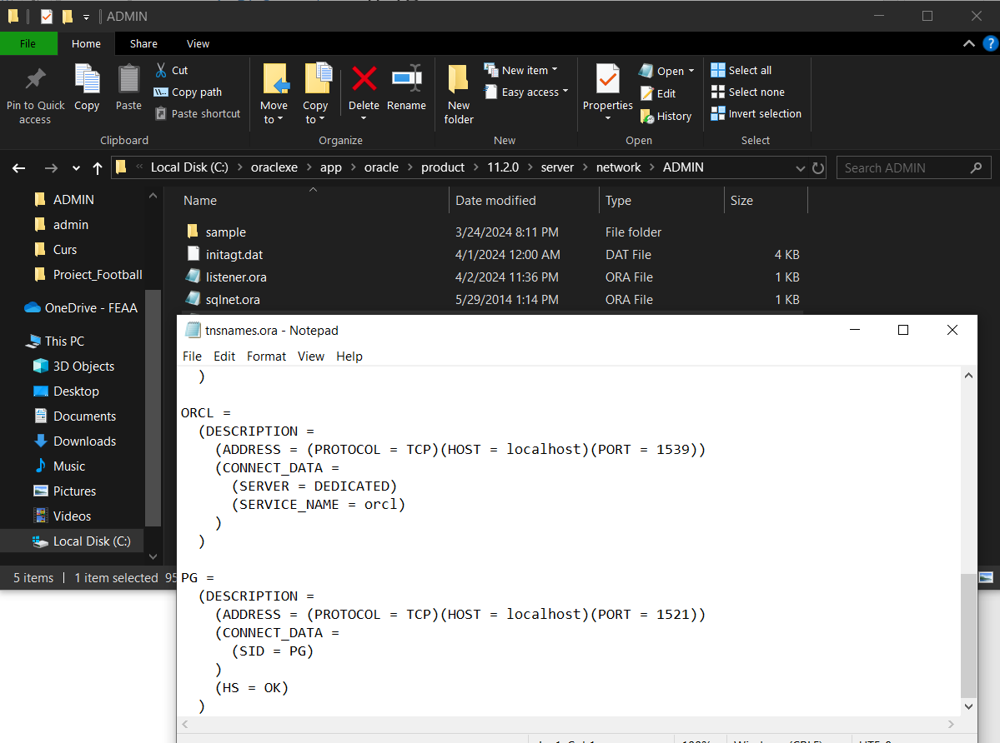 ADMIN
File Home Share View
Pin to Quick access
Copy
Paste
Cut
Copy path
Paste shortcut
Clipboard
Move to
Copy to
Delete
Rename
Organize
New folder
New item
Easy access
New
Properties
Open
Edit
History
Open
Select all
Select none
Invert selection
Select
« Local Disk (C:) > oraclexe > app > oracle > product > 11.2.0 > server > network > ADMIN
Search ADMIN
ADMIN
admin
Curs
Proiect_Football
OneDrive - FEAA
This PC
3D Objects
Desktop
Documents
Downloads
Music
Pictures
Videos
Local Disk (C:)
Name Date modified Type Size
sample 3/24/2024 8:11 PM File folder
initagt.dat 4/1/2024 12:00 AM DAT File 4 KB
listener.ora 4/2/2024 11:36 PM ORA File 1 KB
sqlnet.ora 5/29/2014 1:14 PM ORA File 1 KB
5 items 1 item selected 95
tnsnames.ora - Notepad
File Edit Format View Help
)
ORCL =
(DESCRIPTION =
(ADDRESS = (PROTOCOL = TCP)(HOST = localhost)(PORT = 1539))
(CONNECT_DATA =
(SERVER = DEDICATED)
(SERVICE_NAME = orcl)
)
)
PG =
(DESCRIPTION =
(ADDRESS = (PROTOCOL = TCP)(HOST = localhost)(PORT = 1521))
(CONNECT_DATA =
(SID = PG)
)
(HS = OK)
)